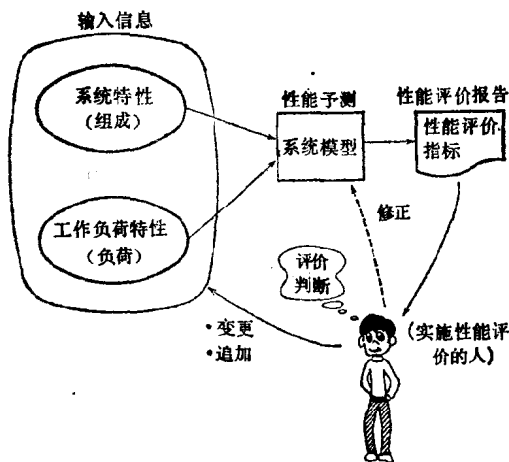 输入信息
系统特性
(组成)
工作负荷特性
(负荷)
性能予测
系统模型
性能评价报告
性能评价
指标
修正
评价
判断
(实施性能评
价的人)
•变更
•追加